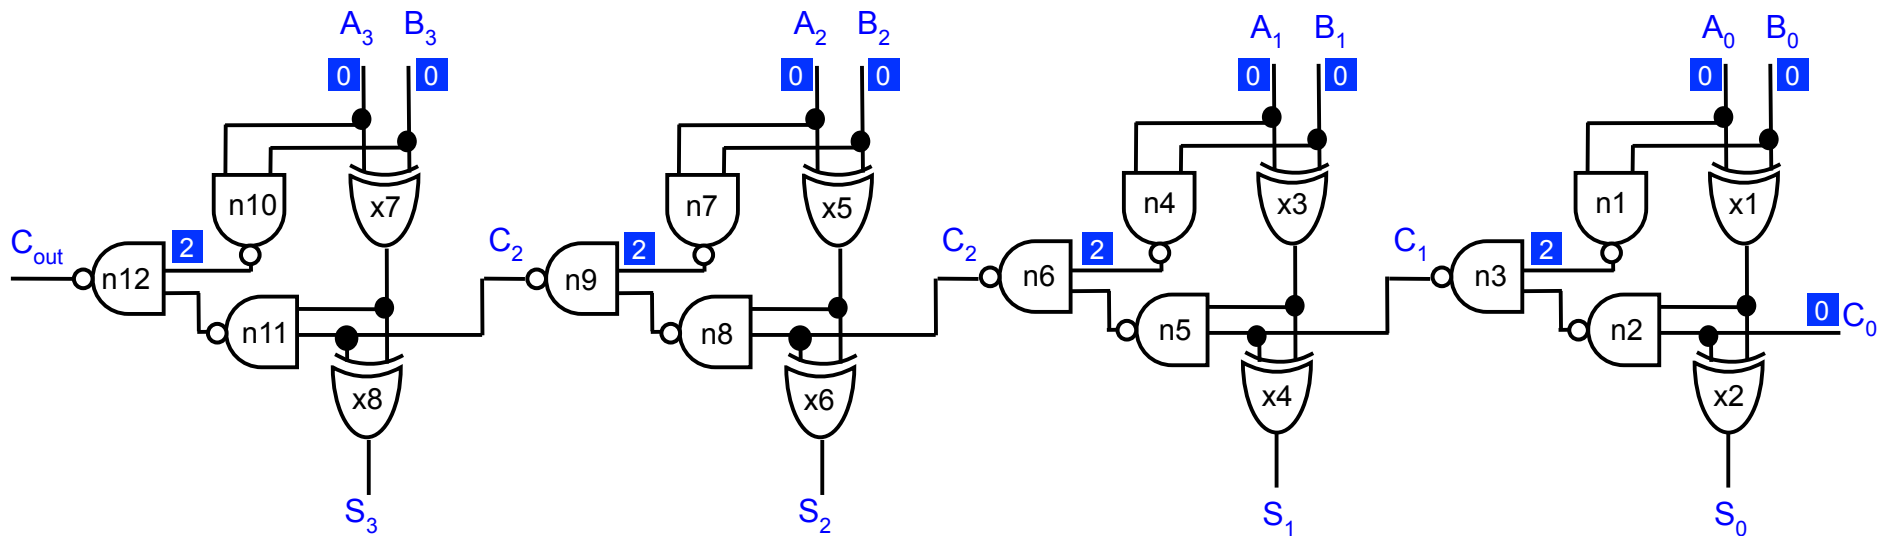 A3 B3 A2 B2 A1 B1 A0 B0
0 0 0 0 0 0 0 0
n10 x7 n7 x5 n4 x3 n1 x1
Cout 2 C2 2 C2 2 C1 2
n12 n9 n6 n3
0 C0
n11 n8 n5 n2
x8 x6 x4 x2
S3 S2 S1 S0